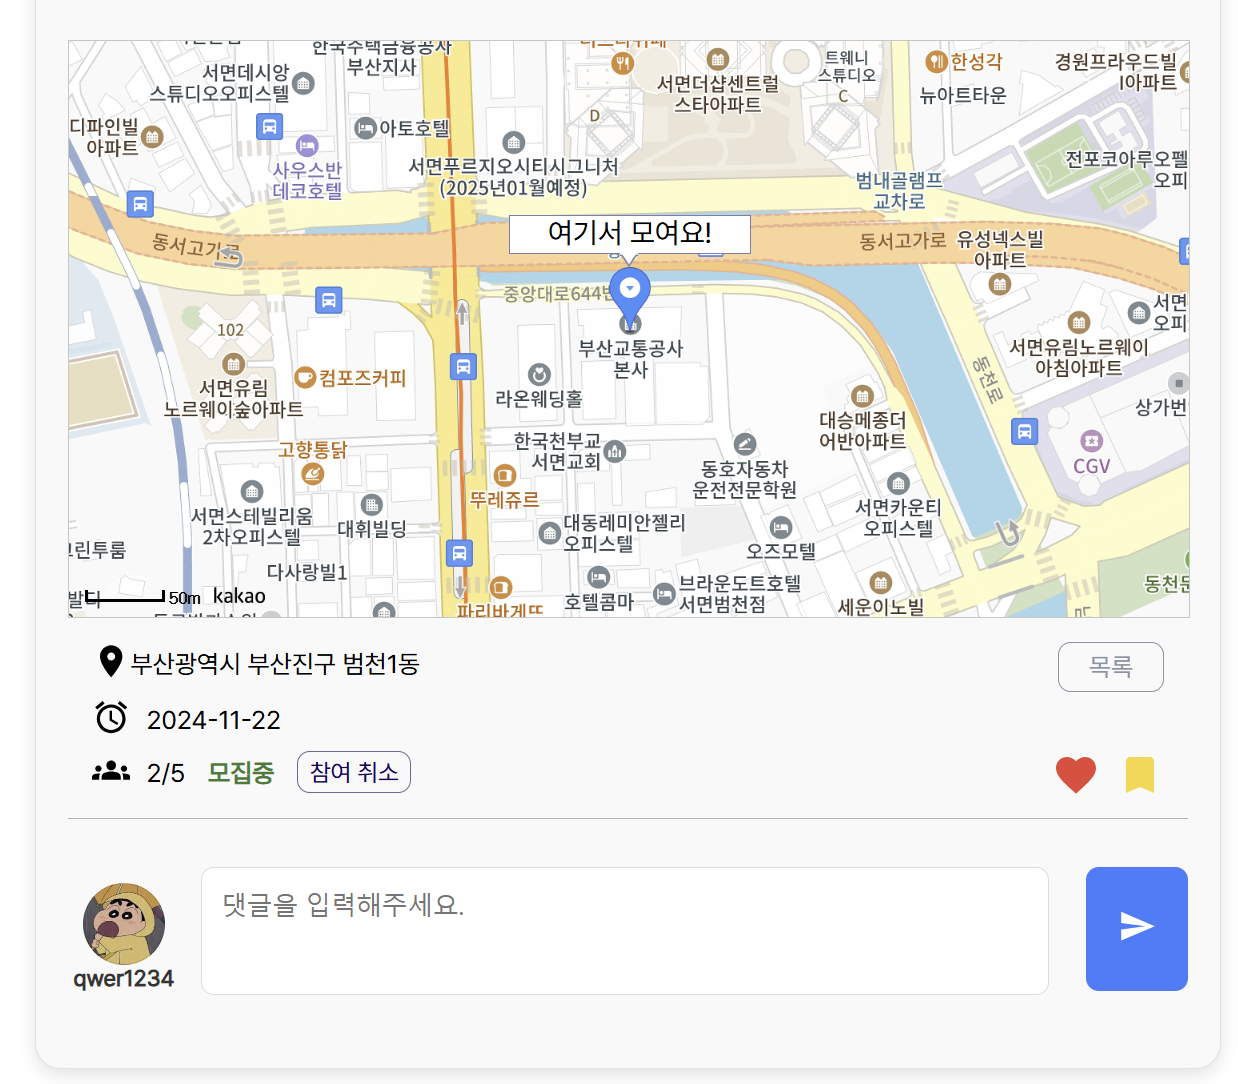 한국주택금융공사
부산지사
서면데시앙
스튜디오오피스텔
서면더샵센트럴
스타아파트
트웨니
스튜디오
C
한성각
뉴아트타운
경원프라우드빌
I아파트
디파인빌
아파트
아토호텔
D
사우스반
데코호텔
서면푸르지오시티시그니처
(2025년01월예정)
전포코아루오펠
오피
범내골램프
교차로
여기서 모여요!
동서고가로
동서고가로
유성넥스빌
아파트
중앙대로644번
102
서면
오피
부산교통공사
본사
서면유림노르웨이
아침아파트
서면유림
노르웨이숲아파트
컴포즈커피
라온웨딩홀
동천로
상가번
대승메종더
어반아파트
고향통닭
한국천부교
서면교회
동호자동차
운전전문학원
CGV
뚜레쥬르
서면스테빌리움
2차오피스텔
대휘빌딩
대동레미안젤리
오피스텔
서면카운티
오피스텔
오즈모텔
그린투룸
다사랑빌1
브라운도트호텔
서면범천점
호텔콤마
세운이노빌
동천
50m
kakao
파리바게뜨
부산광역시 부산진구 범천1동
목록
2024-11-22
2/5 모집중 참여 취소
댓글을 입력해주세요.
qwer1234